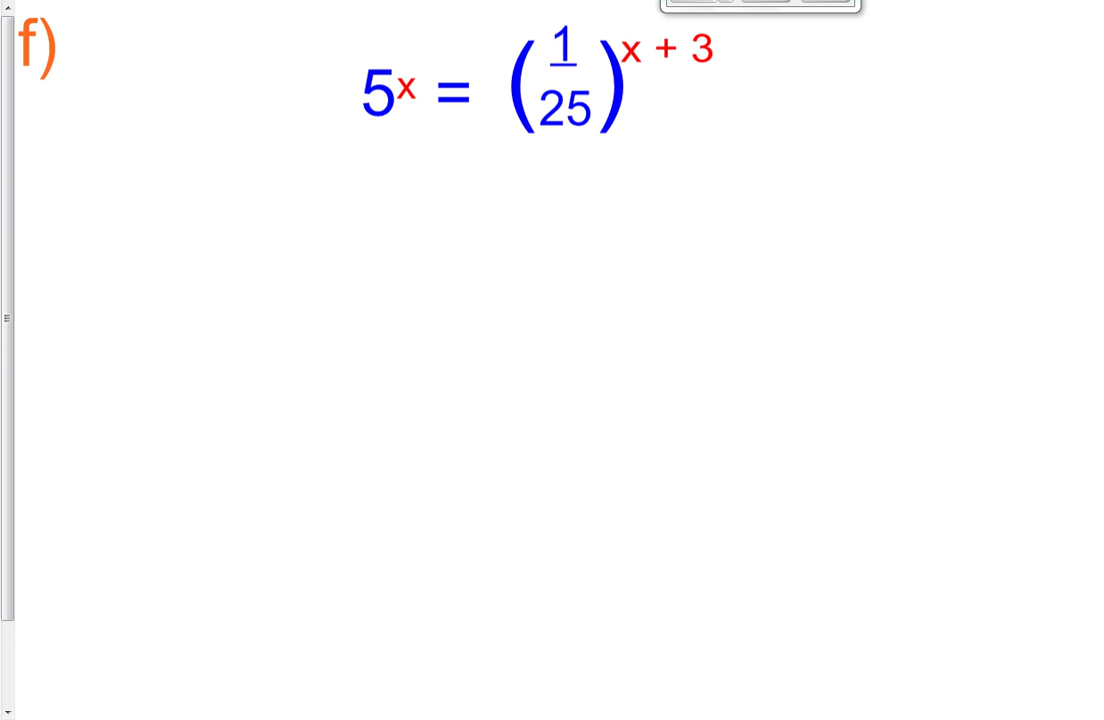 f)
5^x = (1/25)^(x + 3)